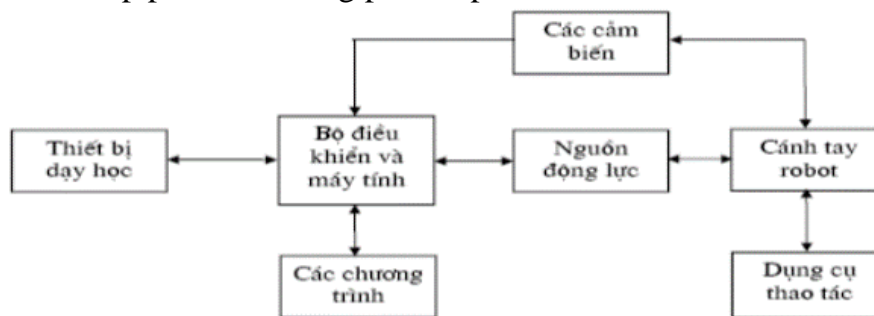 Các cảm
biến
Thiết bị
dạy học
Bộ điều
khiển và
máy tính
Nguồn
động lực
Cánh tay
robot
Các chương
trình
Dụng cụ
thao tác